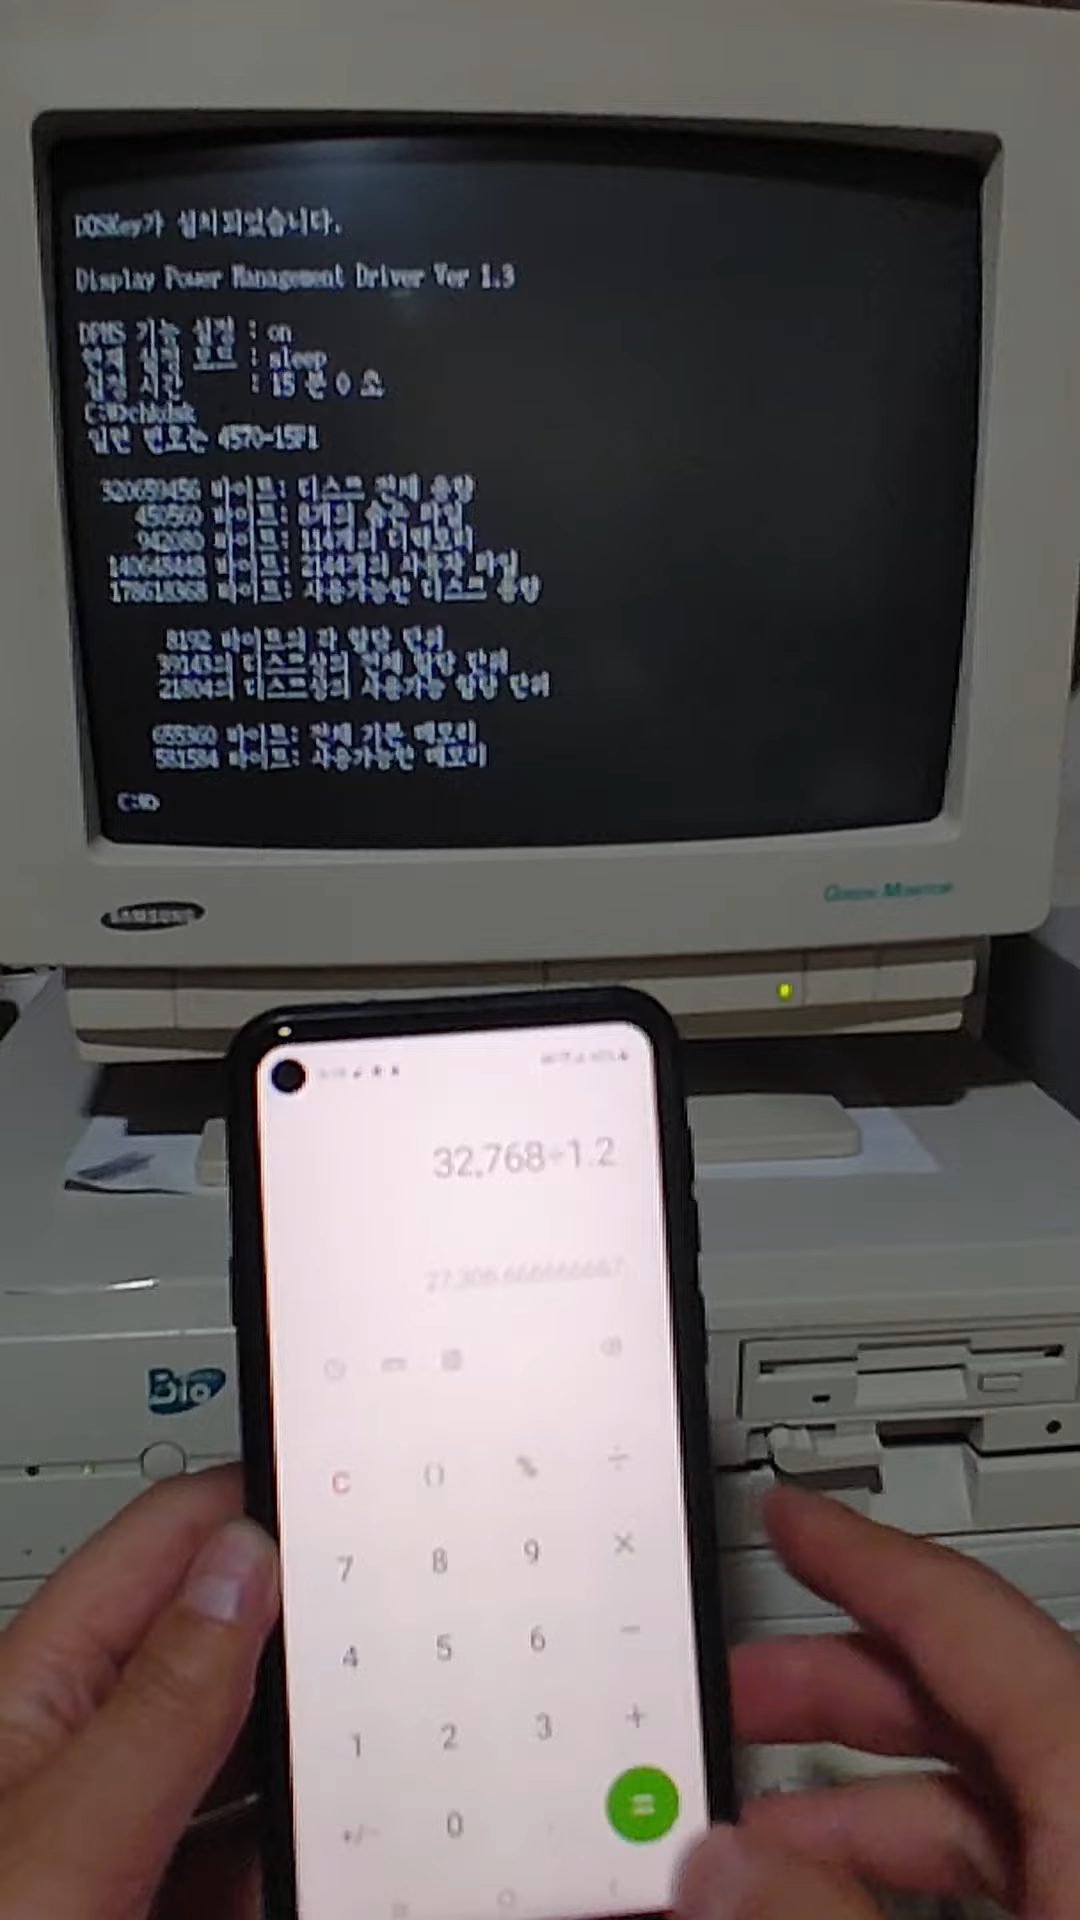 DOSKey가 설치되었습니다.
Display Power Management Driver Ver 1.3
DPMS 기능 설정 : on
현재 설정 모드 : sleep
설정 시간 : 15 분 0 초
C:\>chkdsk
일련 번호는 4570-15F1
320659456 바이트: 디스크 전체 용량
450560 바이트: 8개의 숨은 파일
942080 바이트: 114개의 디렉토리
140648448 바이트: 2144개의 사용자 파일
178618368 바이트: 사용가능한 디스크 용량
8192 바이트의 각 할당 단위
39143의 디스크상의 전체 할당 단위
21804의 디스크상의 사용가능 할당 단위
655360 바이트: 전체 기본 메모리
581584 바이트: 사용가능한 메모리
C:\>
SAMSUNG
GREEN MONITOR
32,768÷1.2
27,306.666666667
Bio
C () % ÷
7 8 9 ×
4 5 6 −
1 2 3 +
+/− 0 . =